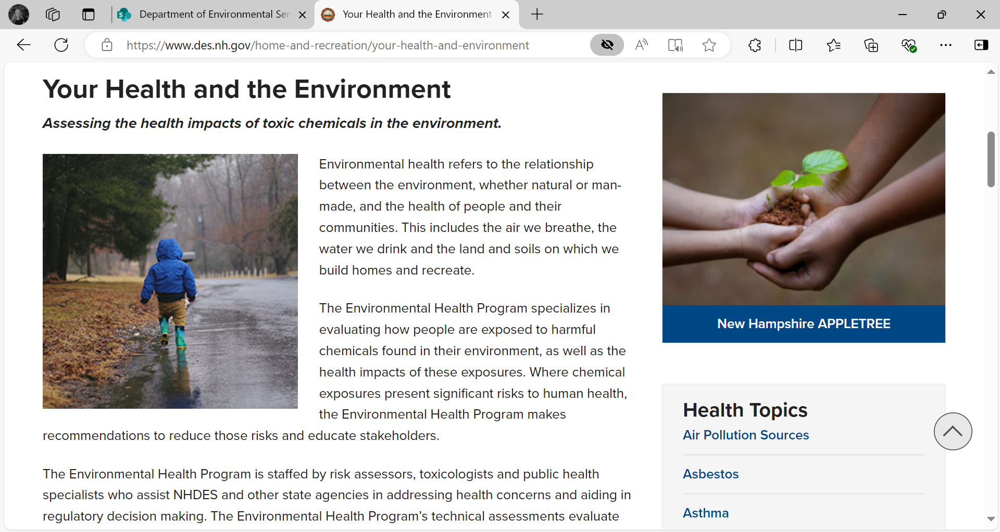 Department of Environmental Ser
Your Health and the Environment
https://www.des.nh.gov/home-and-recreation/your-health-and-environment
Your Health and the Environment
Assessing the health impacts of toxic chemicals in the environment.
Environmental health refers to the relationship
between the environment, whether natural or man-
made, and the health of people and their
communities. This includes the air we breathe, the
water we drink and the land and soils on which we
build homes and recreate.
The Environmental Health Program specializes in
evaluating how people are exposed to harmful
chemicals found in their environment, as well as the
health impacts of these exposures. Where chemical
exposures present significant risks to human health,
the Environmental Health Program makes
recommendations to reduce those risks and educate stakeholders.
The Environmental Health Program is staffed by risk assessors, toxicologists and public health
specialists who assist NHDES and other state agencies in addressing health concerns and aiding in
regulatory decision making. The Environmental Health Program’s technical assessments evaluate
New Hampshire APPLETREE
Health Topics
Air Pollution Sources
Asbestos
Asthma